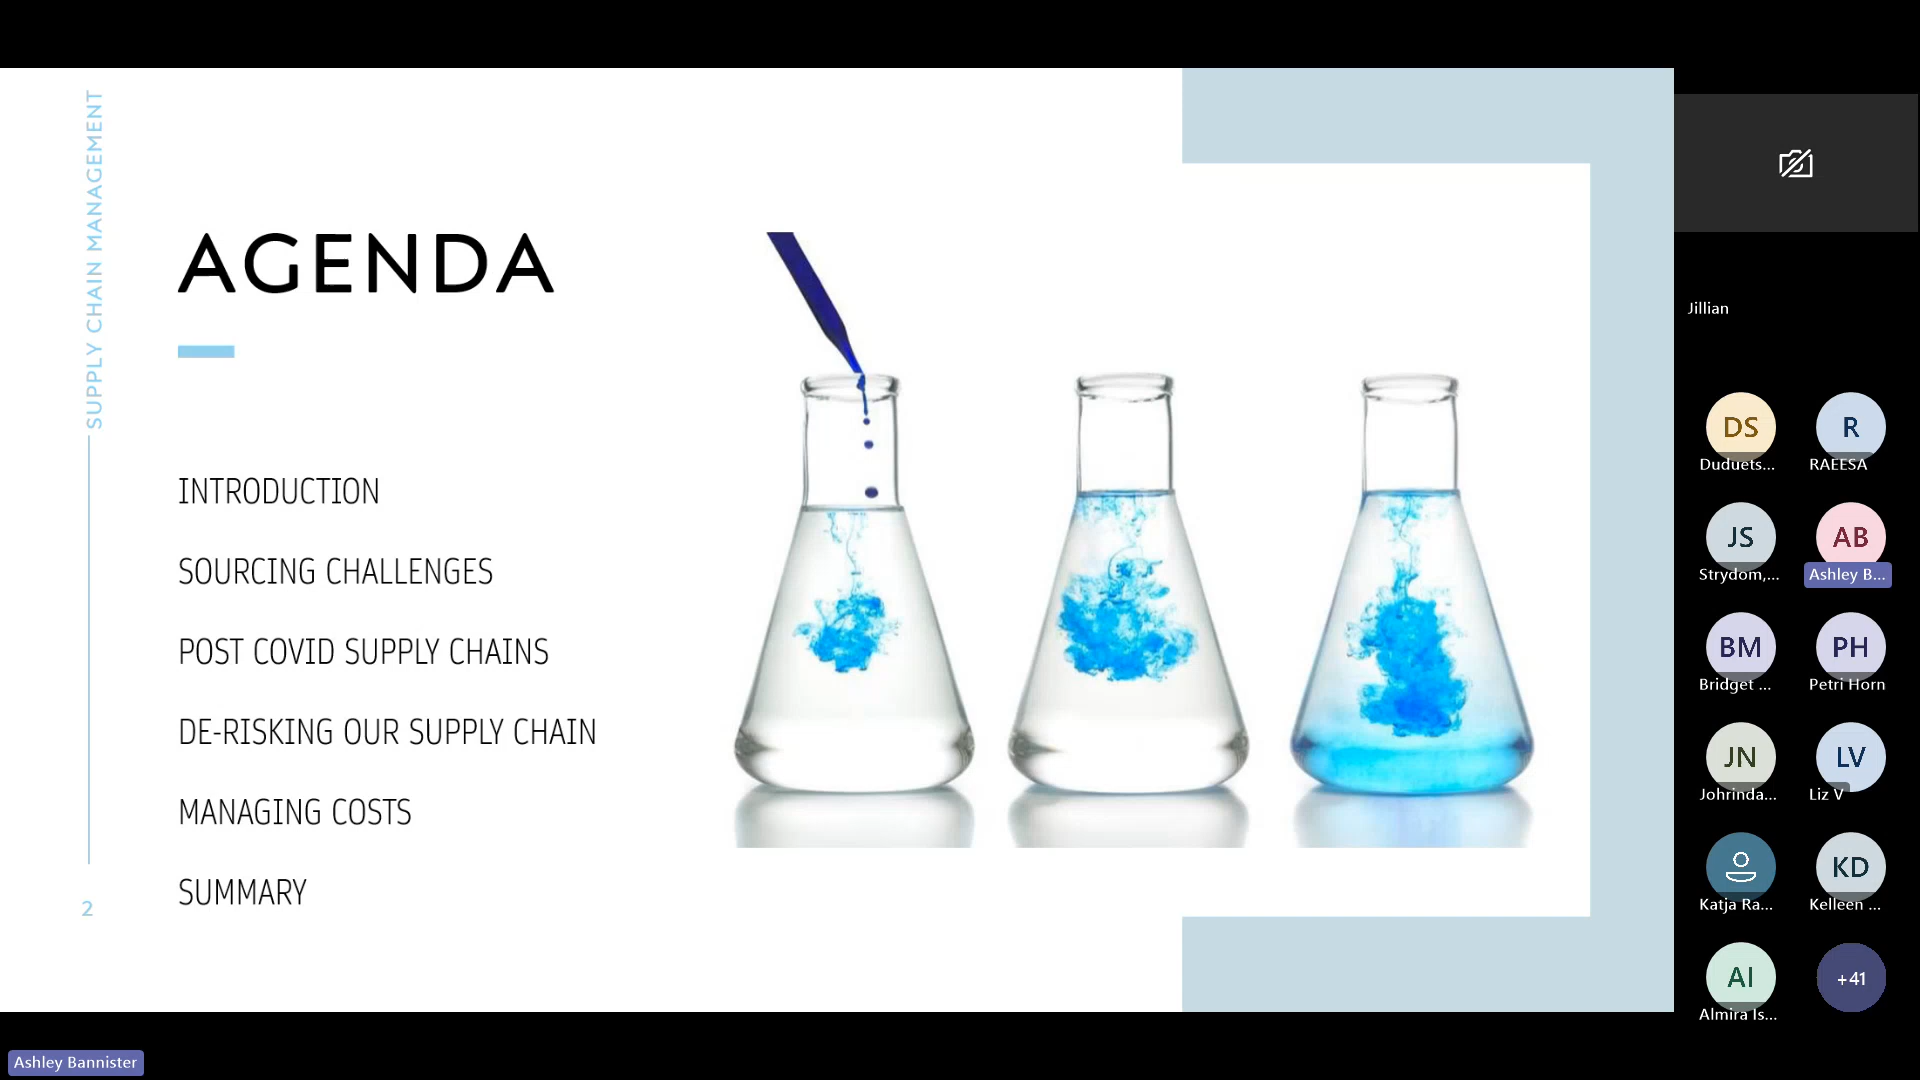 SUPPLY CHAIN MANAGEMENT
AGENDA
INTRODUCTION
SOURCING CHALLENGES
POST COVID SUPPLY CHAINS
DE-RISKING OUR SUPPLY CHAIN
MANAGING COSTS
SUMMARY
2
Jillian
DS
Duduets...
R
RAEESA
JS
Strydom,...
AB
Ashley B...
BM
Bridget ...
PH
Petri Horn
JN
Johrinda...
LV
Liz V
Katja Ra...
KD
Kelleen ...
AI
Almira Is...
+41
Ashley Bannister